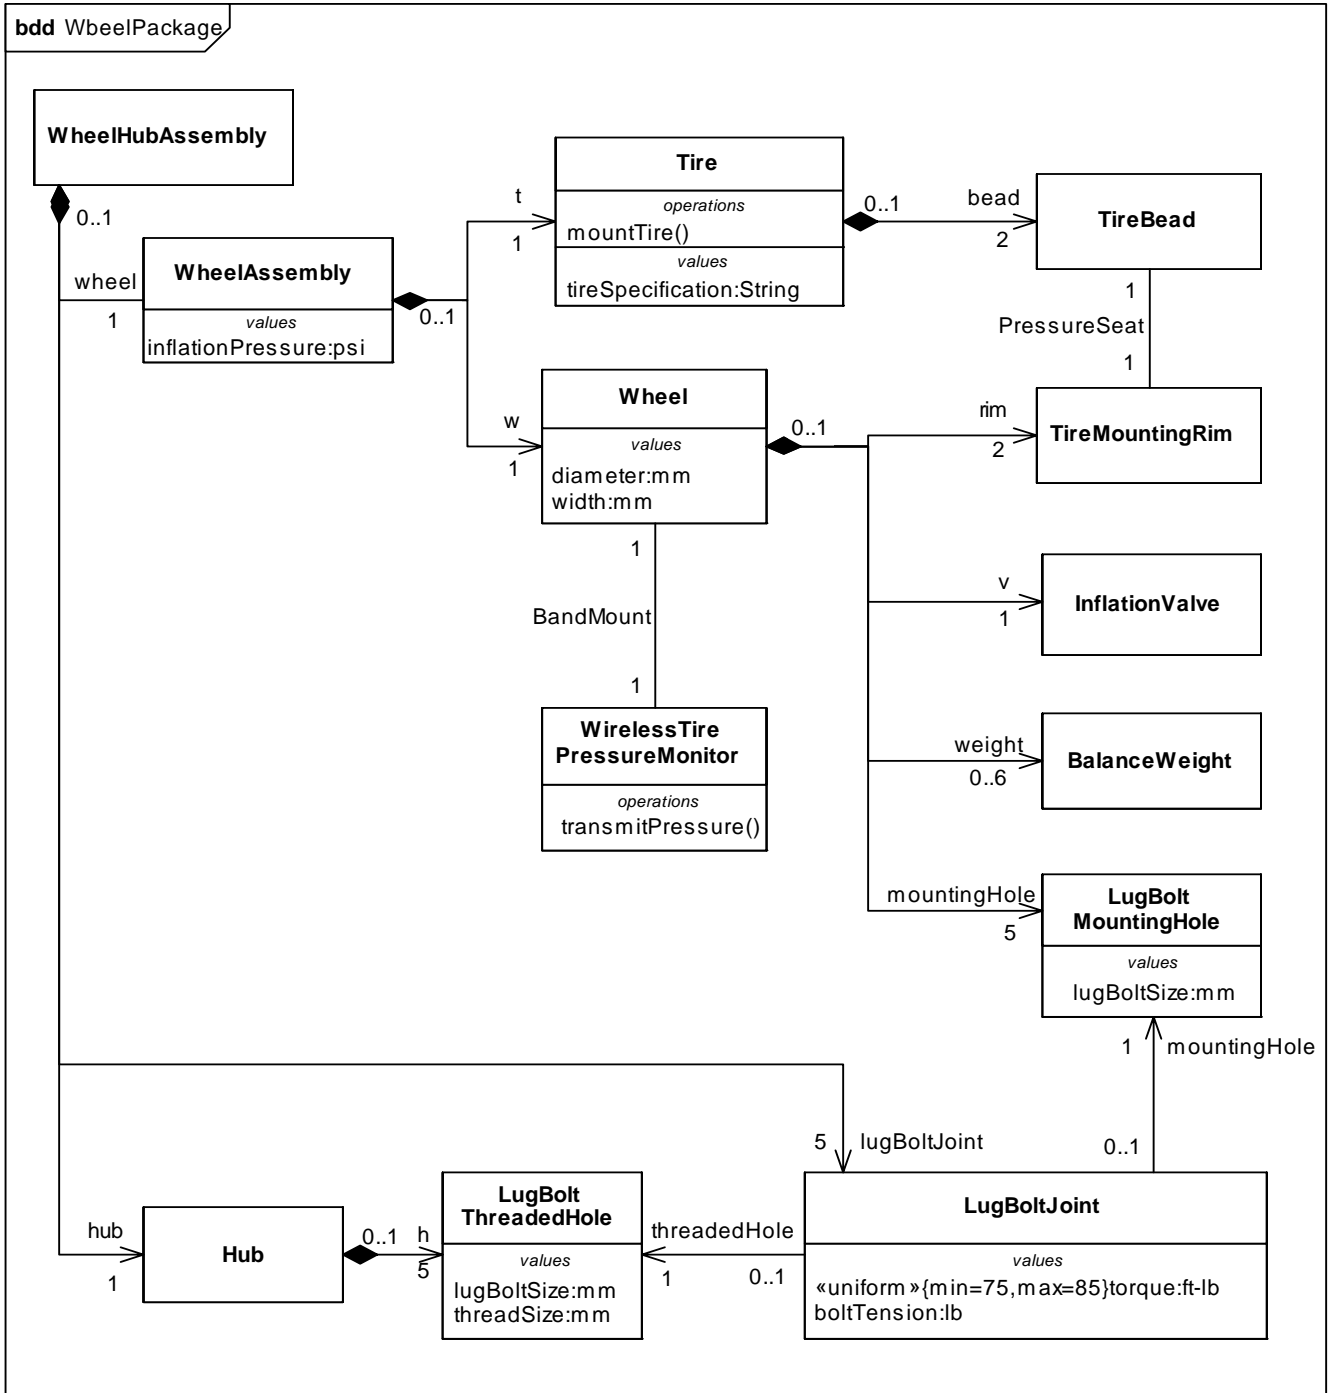 bdd WbeelPackage
WheelHubAssembly
0..1
wheel
1
WheelAssembly
values
inflationPressure:psi
0..1
t
1
Tire
operations
mountTire()
values
tireSpecification:String
0..1
bead
2
TireBead
1
PressureSeat
1
w
1
Wheel
values
diameter:mm
width:mm
0..1
rim
2
TireMountingRim
1
BandMount
1
v
1
InflationValve
WirelessTire
PressureMonitor
operations
transmitPressure()
weight
0..6
BalanceWeight
mountingHole
5
LugBolt
MountingHole
values
lugBoltSize:mm
1
mountingHole
0..1
5
lugBoltJoint
hub
1
Hub
0..1
h
5
LugBolt
ThreadedHole
values
lugBoltSize:mm
threadSize:mm
threadedHole
1
0..1
LugBoltJoint
values
«uniform»{min=75,max=85}torque:ft-lb
boltTension:lb